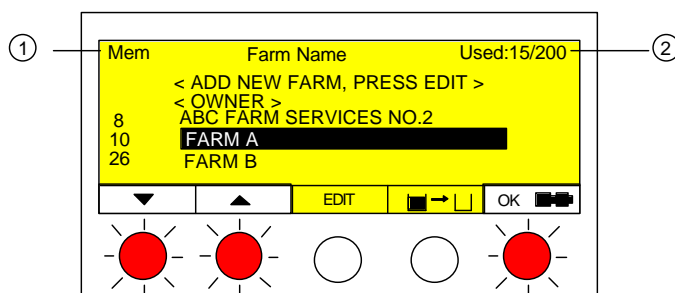 1 Mem Farm Name Used:15/200 2
< ADD NEW FARM, PRESS EDIT >
< OWNER >
8 ABC FARM SERVICES NO.2
10 FARM A
26 FARM B
EDIT OK